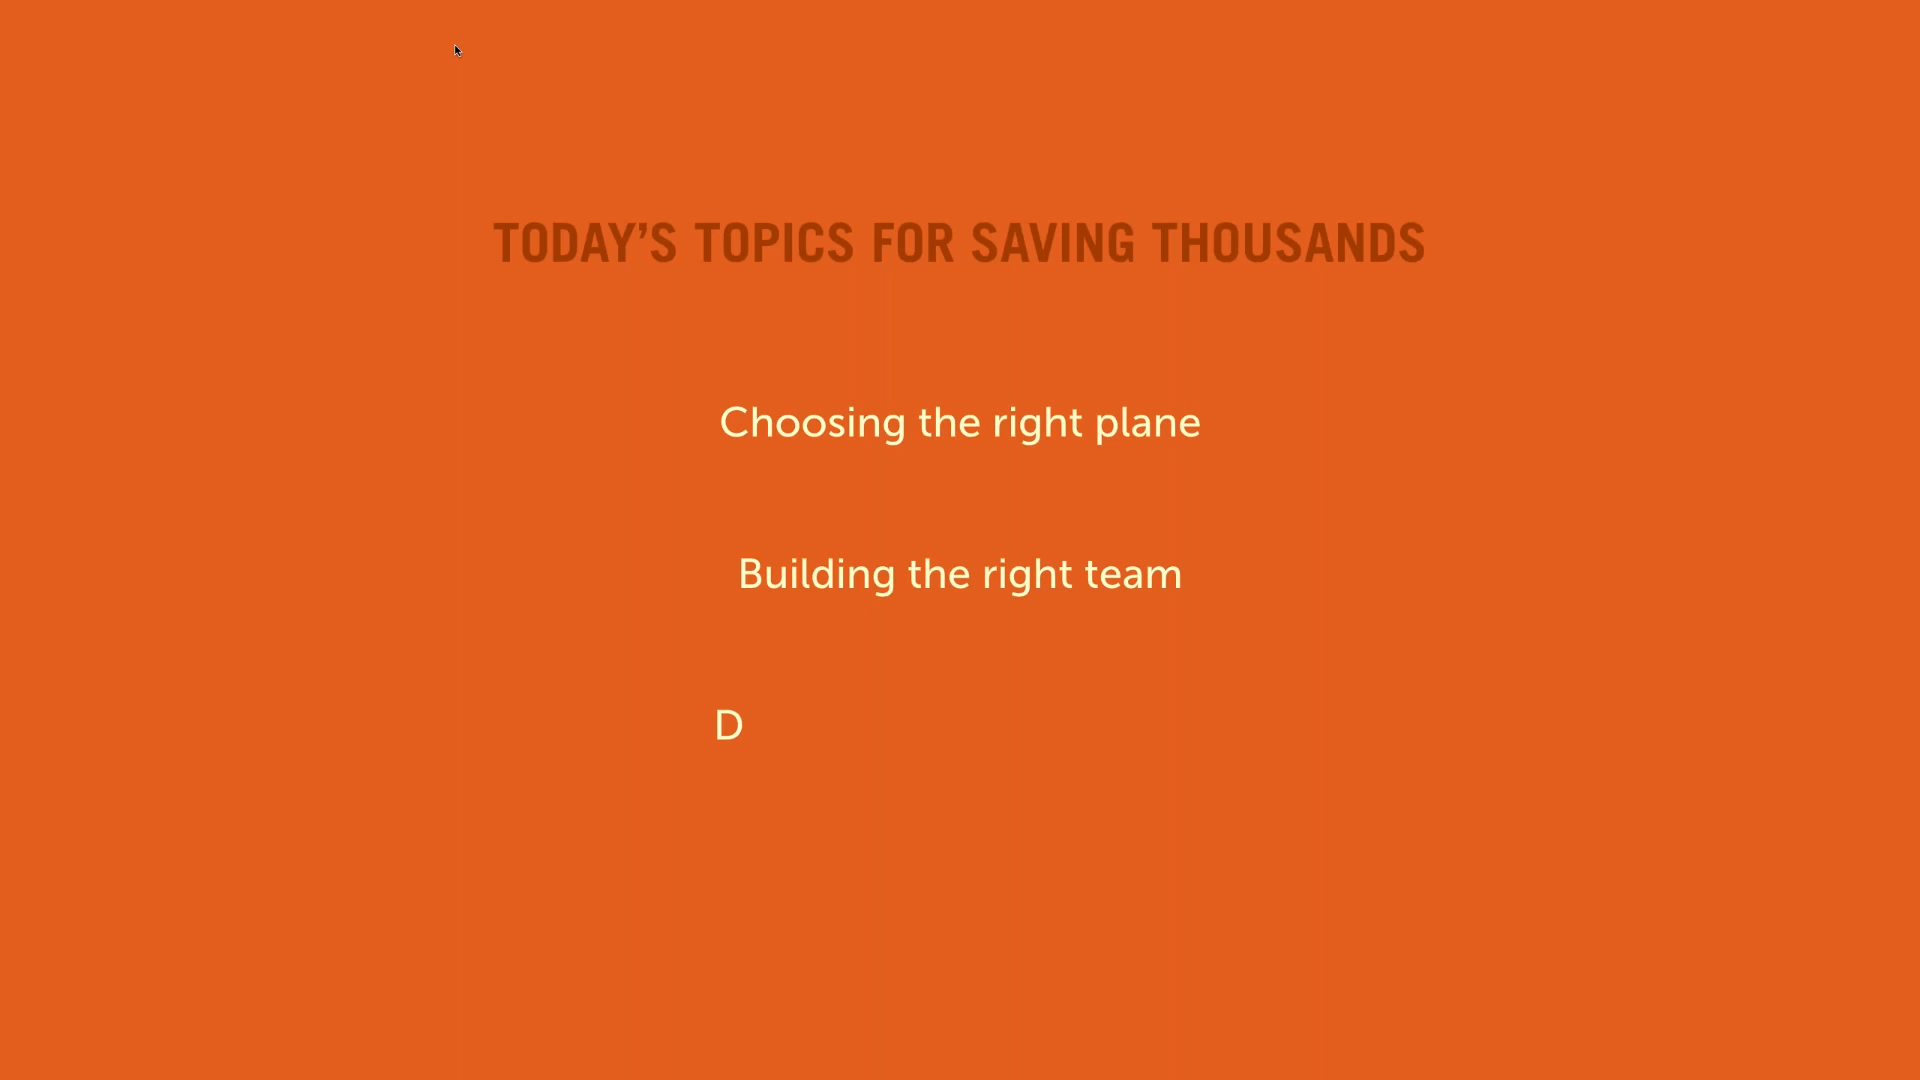 TODAY’S TOPICS FOR SAVING THOUSANDS
Choosing the right plane
Building the right team
D